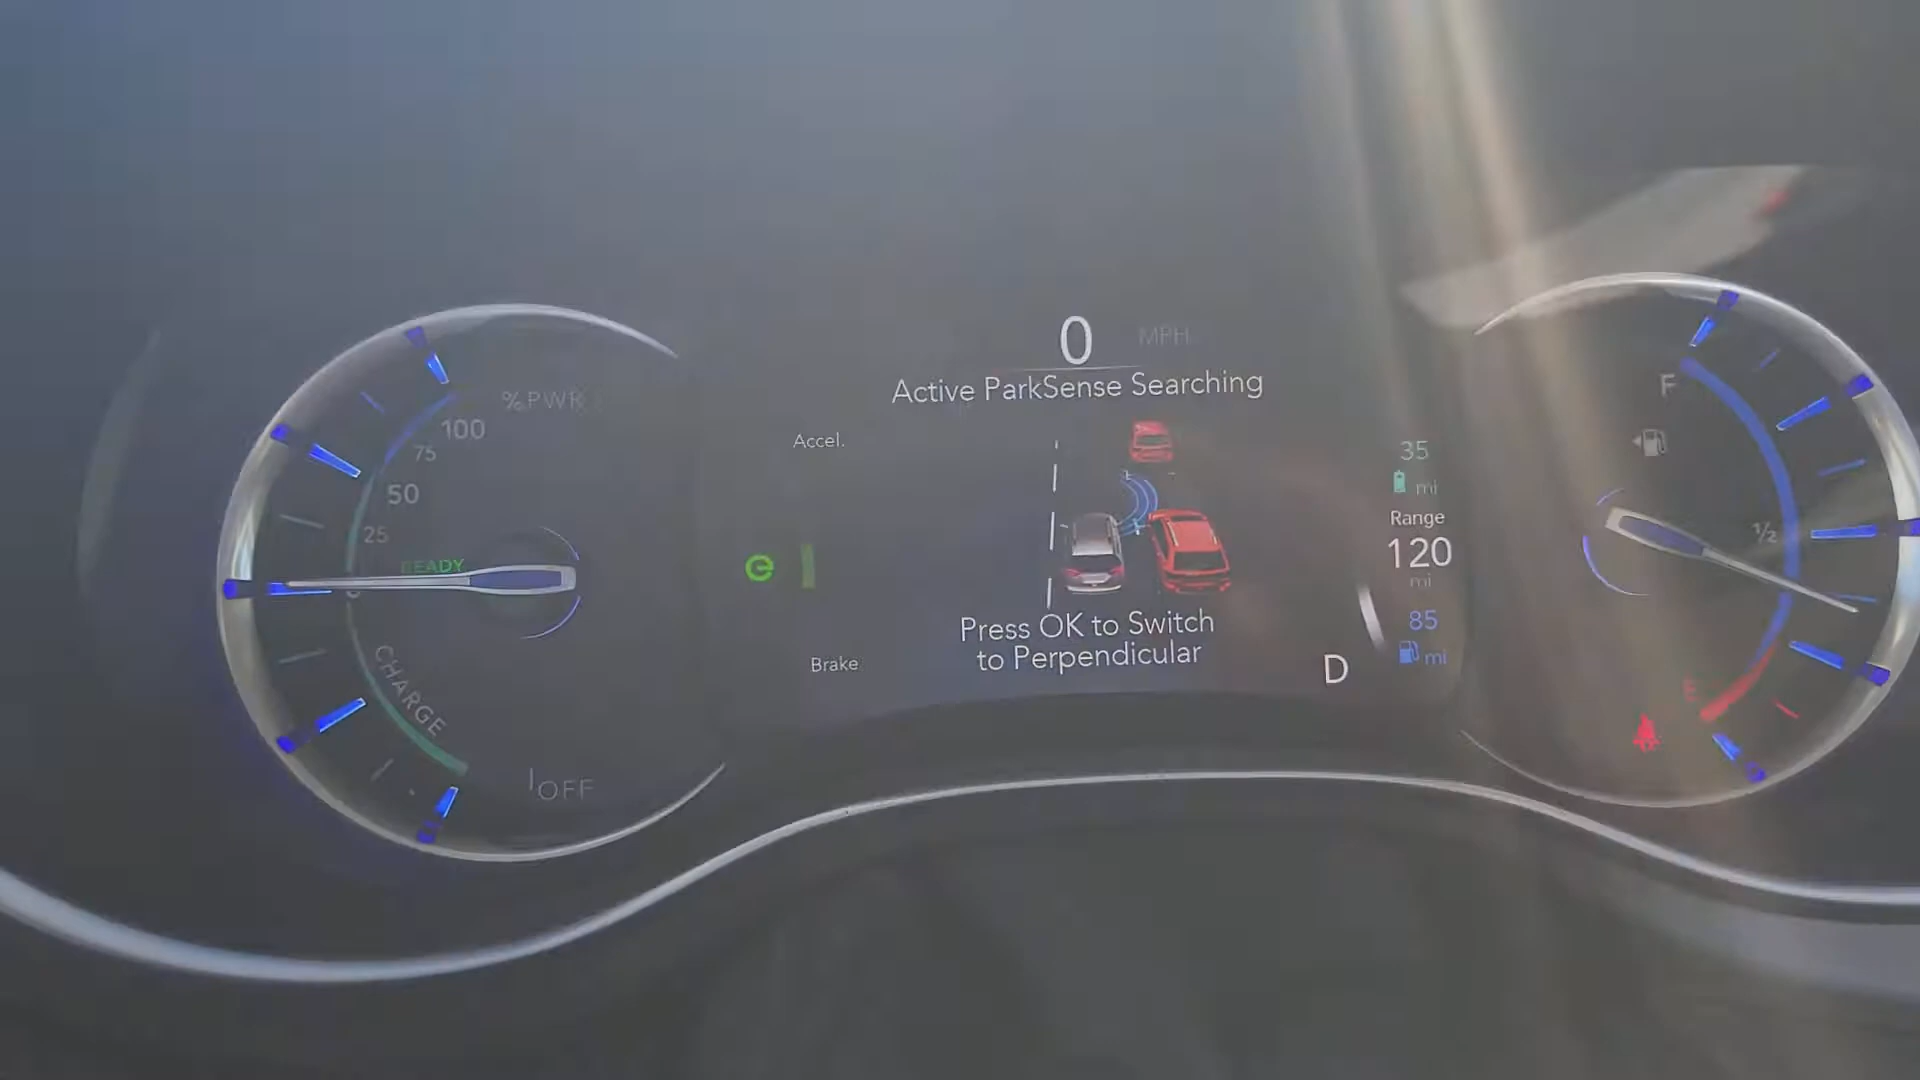 0 MPH
Active ParkSense Searching
%PWR
100
75
50
25
READY
0
CHARGE
OFF
Accel.
Brake
Press OK to Switch
to Perpendicular
D
35
mi
Range
120
mi
85
mi
F
½
E